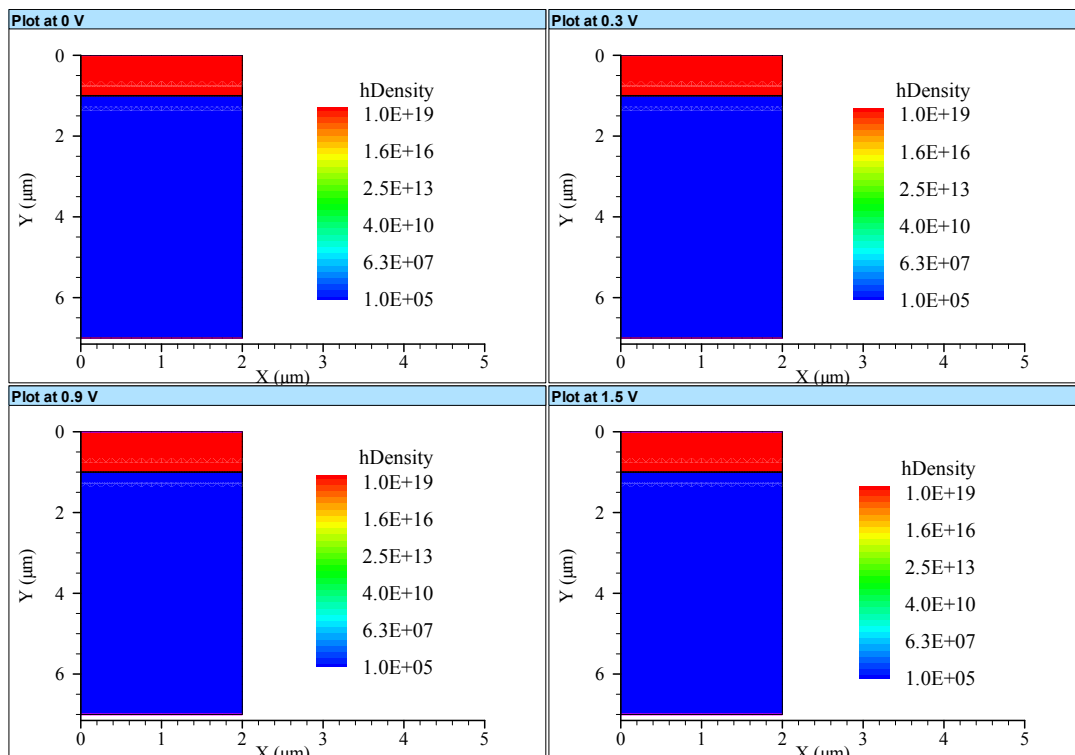 Plot at 0 V
0
2
4
6
Y (µm)
0 1 2 3 4 5
X (µm)
hDensity
1.0E+19
1.6E+16
2.5E+13
4.0E+10
6.3E+07
1.0E+05
Plot at 0.3 V
0
2
4
6
Y (µm)
0 1 2 3 4 5
X (µm)
hDensity
1.0E+19
1.6E+16
2.5E+13
4.0E+10
6.3E+07
1.0E+05
Plot at 0.9 V
0
2
4
6
Y (µm)
0 1 2 3 4 5
X (µm)
hDensity
1.0E+19
1.6E+16
2.5E+13
4.0E+10
6.3E+07
1.0E+05
Plot at 1.5 V
0
2
4
6
Y (µm)
0 1 2 3 4 5
X (µm)
hDensity
1.0E+19
1.6E+16
2.5E+13
4.0E+10
6.3E+07
1.0E+05